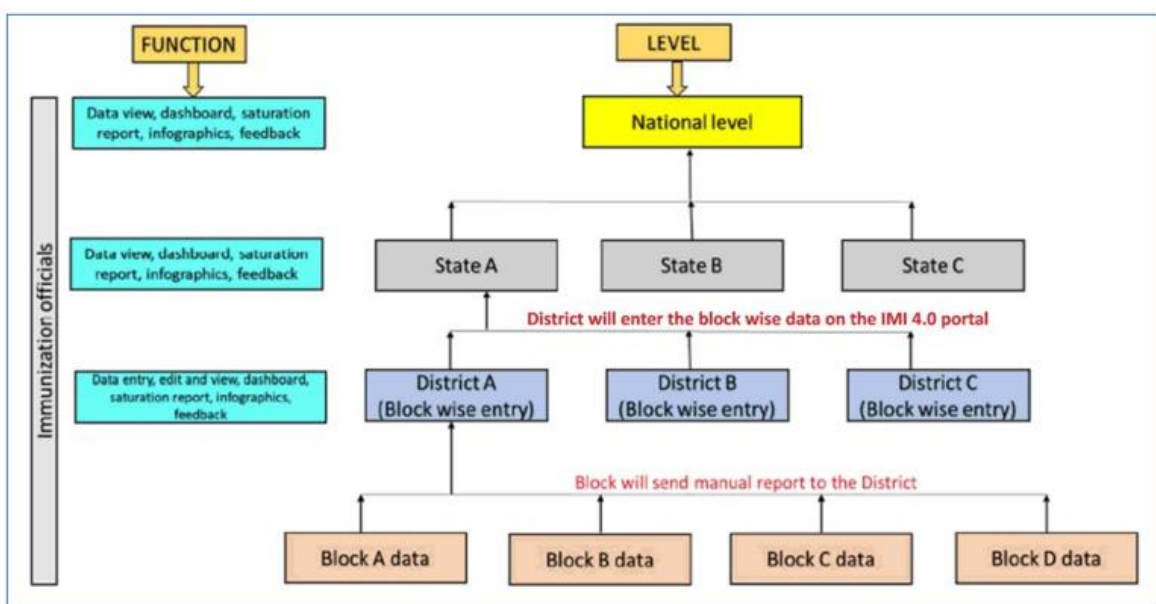 FUNCTION
LEVEL
Data view, dashboard, saturation
report, infographics, feedback
National level
Immunization officials
Data view, dashboard, saturation
report, infographics, feedback
State A
State B
State C
District will enter the block wise data on the IMI 4.0 portal
Data entry, edit and view, dashboard,
saturation report, infographics,
feedback
District A
(Block wise entry)
District B
(Block wise entry)
District C
(Block wise entry)
Block will send manual report to the District
Block A data
Block B data
Block C data
Block D data